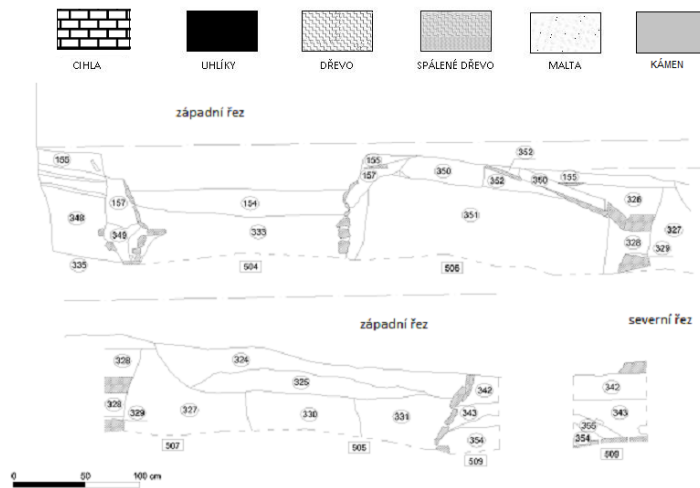 CIHLA UHLÍKY DŘEVO SPÁLENÉ DŘEVO MALTA KÁMEN
západní řez
352
155 155 350 352 350 155
157 157 326
348 154 351 327
349 333 328
335 329
504 506
západní řez severní řez
328 324 342 342
325
328 329 327 330 331 343 343
355
354 354
507 505 509 509
0 50 100 cm